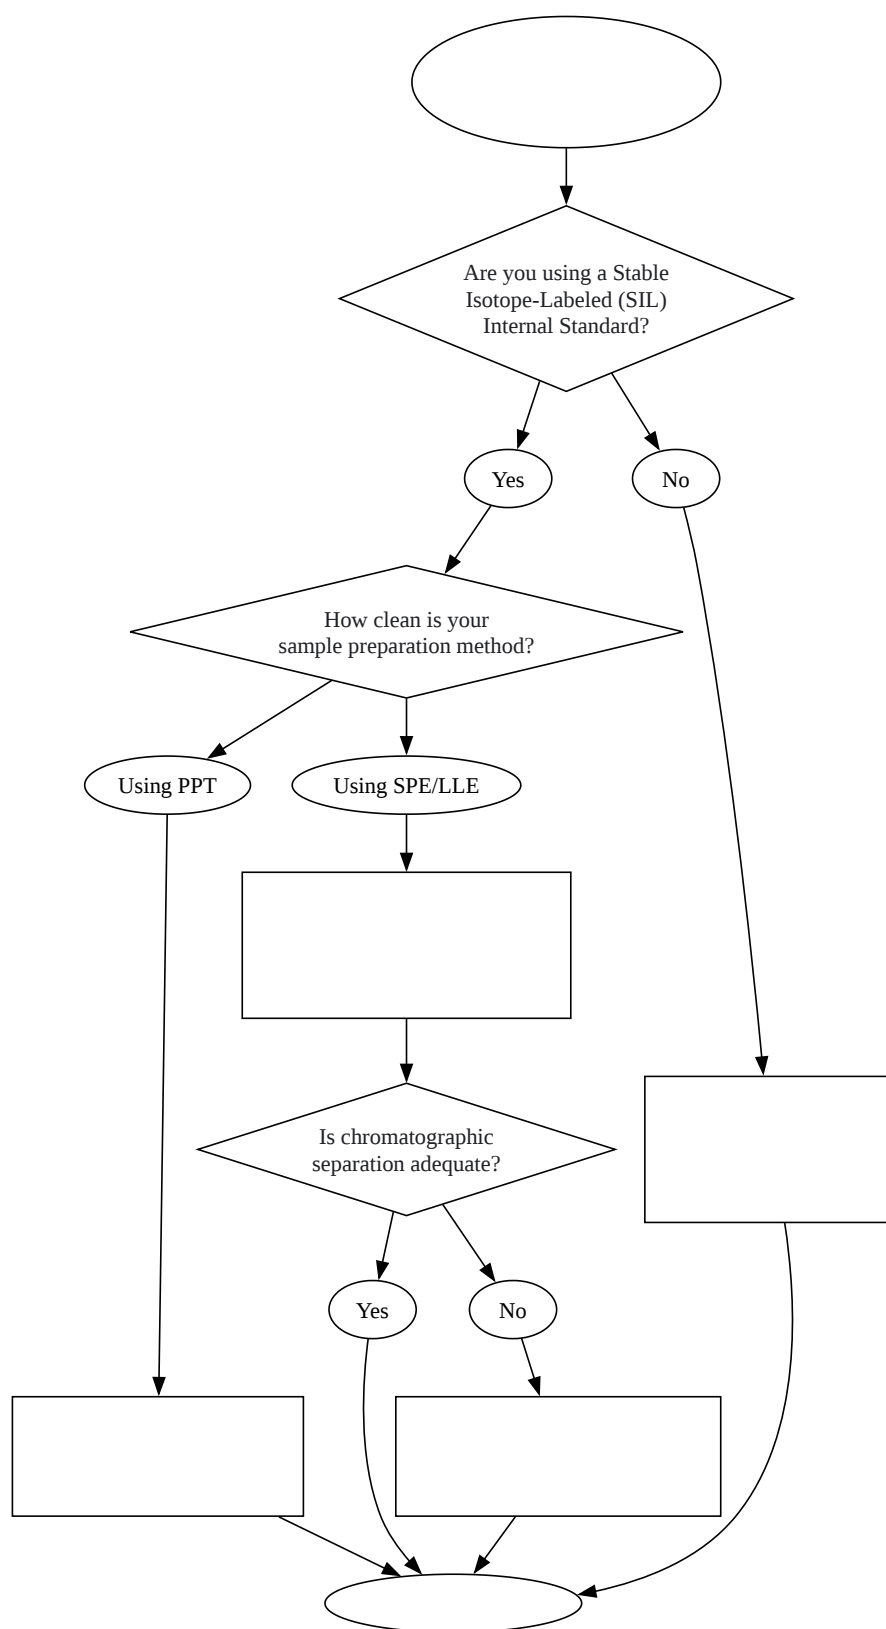 Are you using a Stable
Isotope-Labeled (SIL)
Internal Standard?
Yes
No
How clean is your
sample preparation method?
Using PPT
Using SPE/LLE
Is chromatographic
separation adequate?
Yes
No